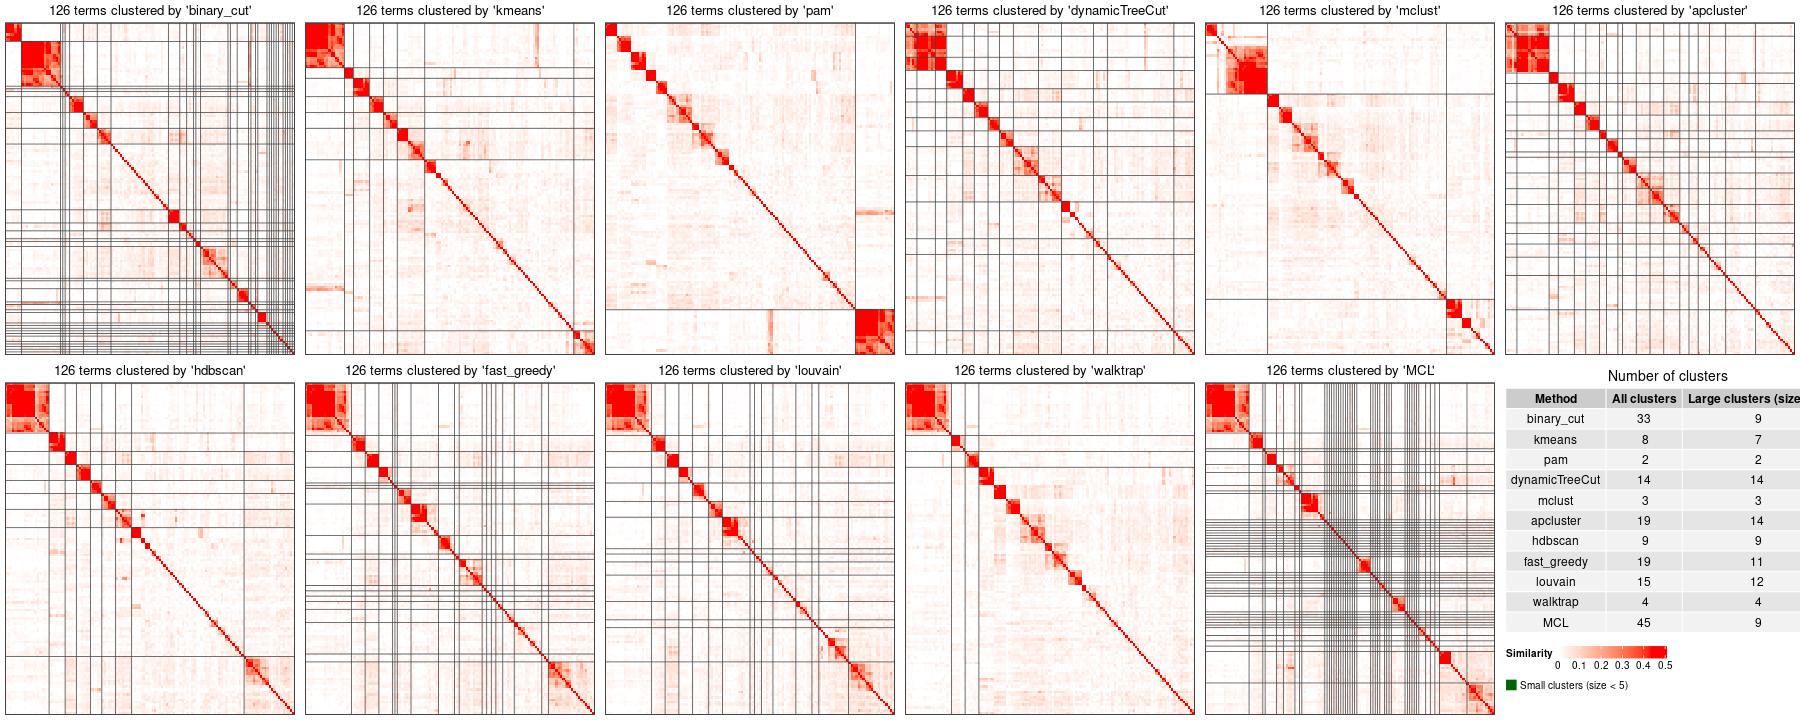 126 terms clustered by 'binary_cut'
126 terms clustered by 'kmeans'
126 terms clustered by 'pam'
126 terms clustered by 'dynamicTreeCut'
126 terms clustered by 'mclust'
126 terms clustered by 'apcluster'
126 terms clustered by 'hdbscan'
126 terms clustered by 'fast_greedy'
126 terms clustered by 'louvain'
126 terms clustered by 'walktrap'
126 terms clustered by 'MCL'
Number of clusters
Method All clusters Large clusters (size
binary_cut 33 9
kmeans 8 7
pam 2 2
dynamicTreeCut 14 14
mclust 3 3
apcluster 19 14
hdbscan 9 9
fast_greedy 19 11
louvain 15 12
walktrap 4 4
MCL 45 9
Similarity
0 0.1 0.2 0.3 0.4 0.5
Small clusters (size < 5)